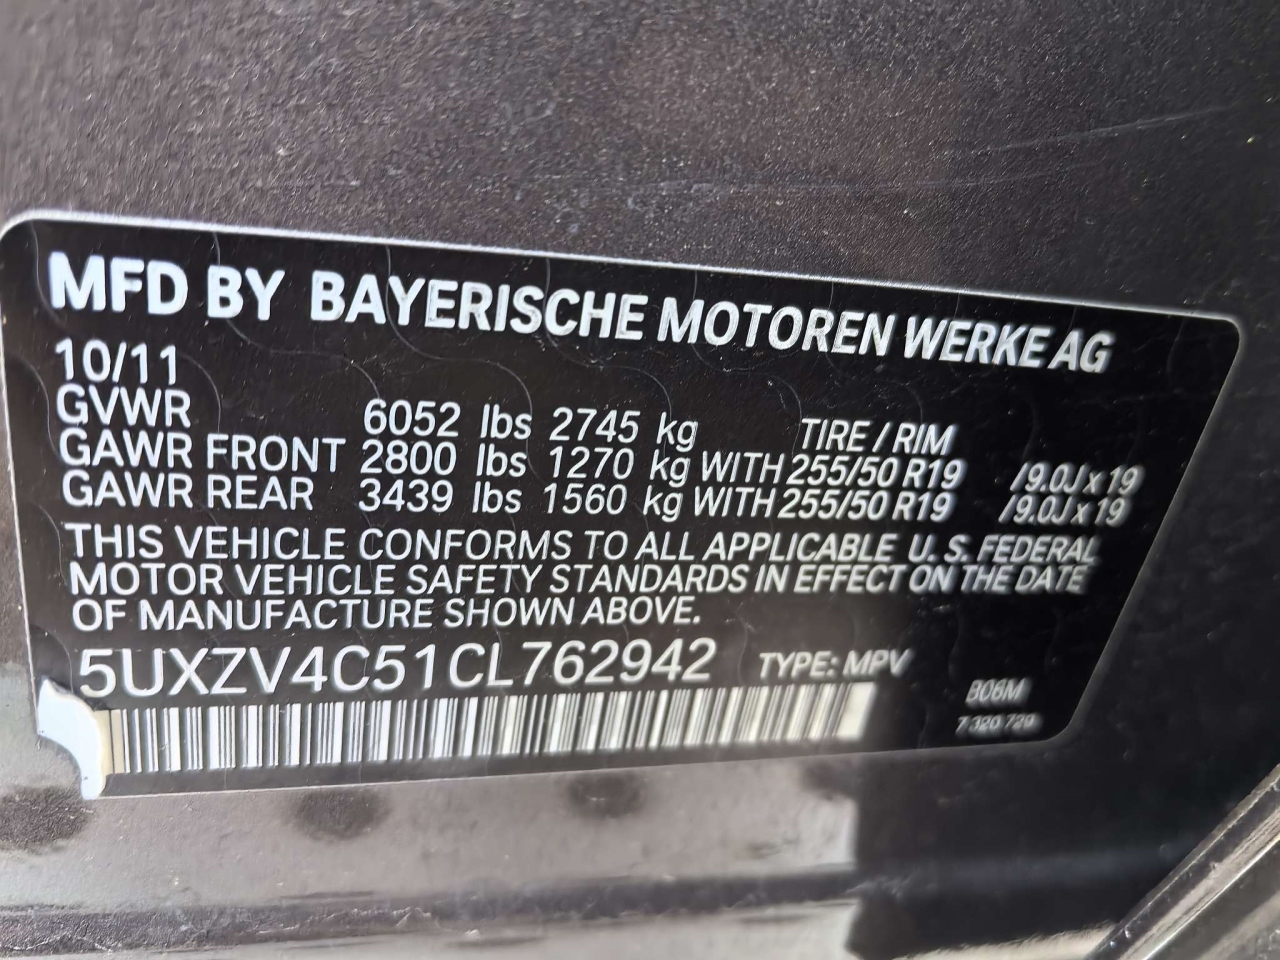 MFD BY BAYERISCHE MOTOREN WERKE AG
10/11
GVWR 6052 lbs 2745 kg TIRE / RIM
GAWR FRONT 2800 lbs 1270 kg WITH 255/50 R19 /9.0J x 19
GAWR REAR 3439 lbs 1560 kg WITH 255/50 R19 /9.0J x 19
THIS VEHICLE CONFORMS TO ALL APPLICABLE U. S. FEDERAL
MOTOR VEHICLE SAFETY STANDARDS IN EFFECT ON THE DATE
OF MANUFACTURE SHOWN ABOVE.
5UXZV4C51CL762942 TYPE: MPV
7 320 729